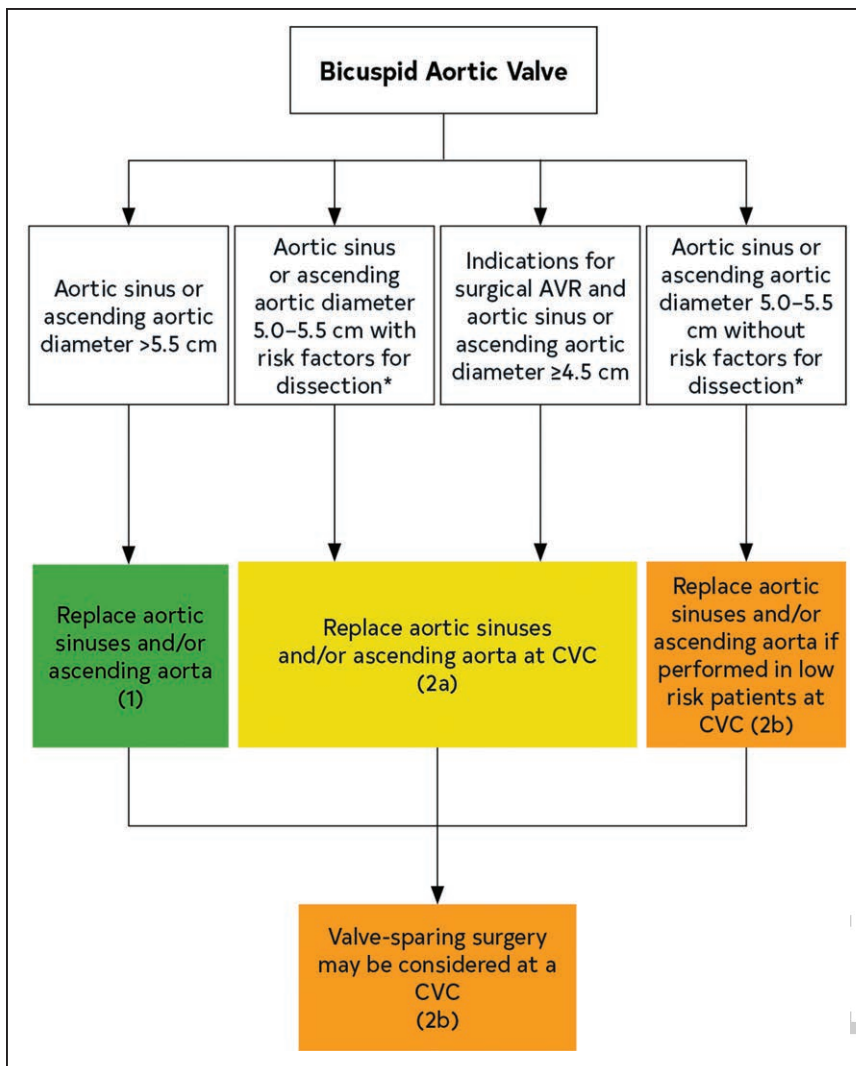 Bicuspid Aortic Valve
Aortic sinus or
ascending aortic
diameter >5.5 cm
Aortic sinus
or ascending
aortic diameter
5.0–5.5 cm with
risk factors for
dissection*
Indications for
surgical AVR and
aortic sinus or
ascending aortic
diameter ≥4.5 cm
Aortic sinus or
ascending aortic
diameter 5.0–5.5
cm without
risk factors for
dissection*
Replace aortic
sinuses and/or
ascending aorta
(1)
Replace aortic sinuses
and/or ascending aorta at CVC
(2a)
Replace aortic
sinuses and/or
ascending aorta if
performed in low
risk patients at
CVC (2b)
Valve-sparing surgery
may be considered at a
CVC
(2b)